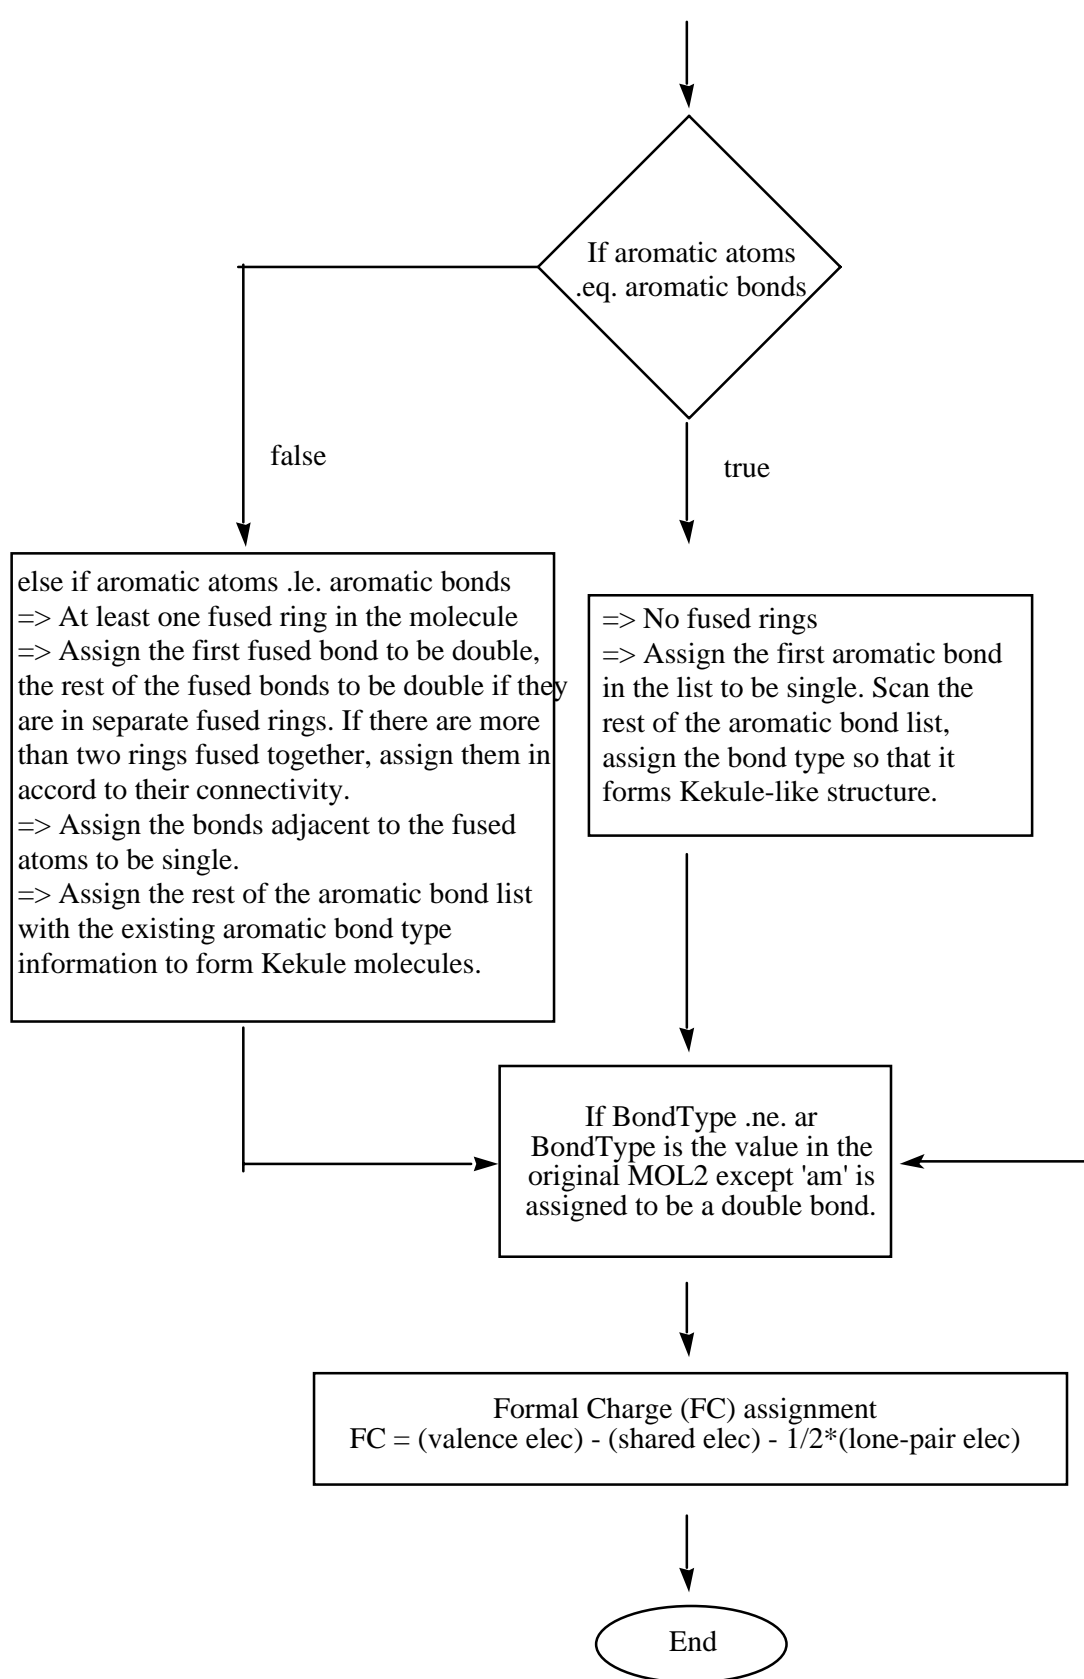 If aromatic atoms
.eq. aromatic bonds
false
true
else if aromatic atoms .le. aromatic bonds
=> At least one fused ring in the molecule
=> Assign the first fused bond to be double,
the rest of the fused bonds to be double if they
are in separate fused rings. If there are more
than two rings fused together, assign them in
accord to their connectivity.
=> Assign the bonds adjacent to the fused
atoms to be single.
=> Assign the rest of the aromatic bond list
with the existing aromatic bond type
information to form Kekule molecules.
=> No fused rings
=> Assign the first aromatic bond
in the list to be single. Scan the
rest of the aromatic bond list,
assign the bond type so that it
forms Kekule-like structure.
If BondType .ne. ar
BondType is the value in the
original MOL2 except 'am' is
assigned to be a double bond.
Formal Charge (FC) assignment
FC = (valence elec) - (shared elec) - 1/2*(lone-pair elec)
End